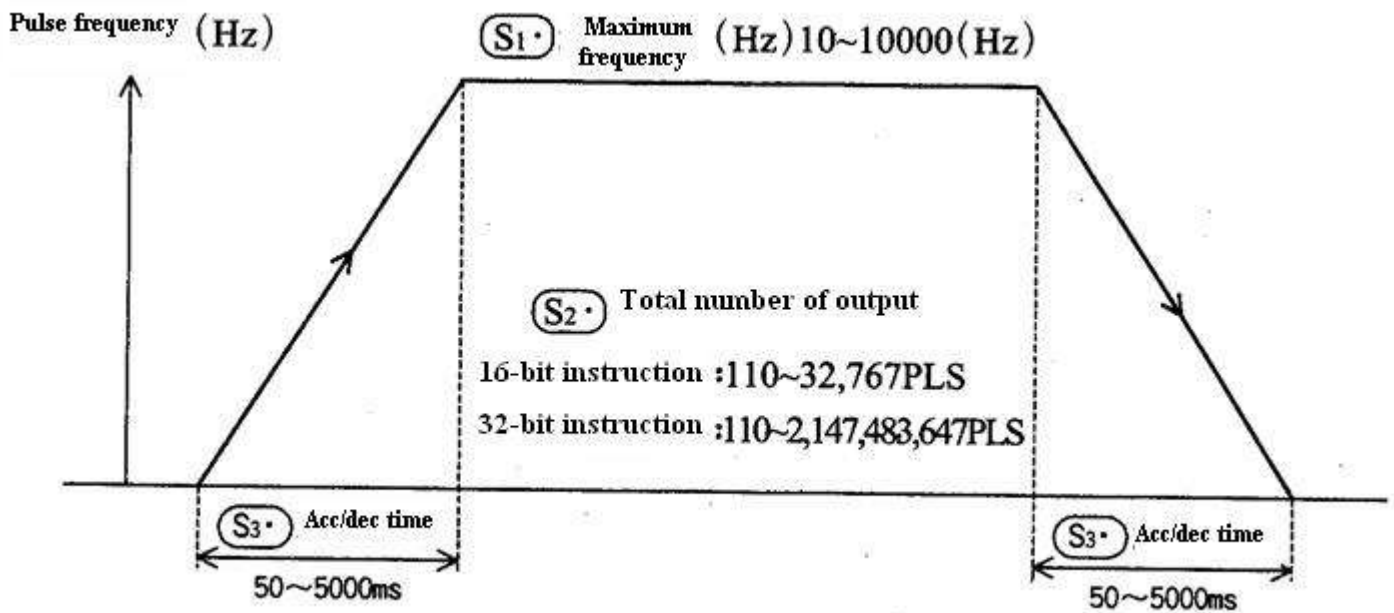 Pulse frequency (Hz)
S1· Maximum frequency (Hz) 10~10000(Hz)
S2· Total number of output
16-bit instruction :110~32,767PLS
32-bit instruction :110~2,147,483,647PLS
S3· Acc/dec time
50~5000ms
S3· Acc/dec time
50~5000ms